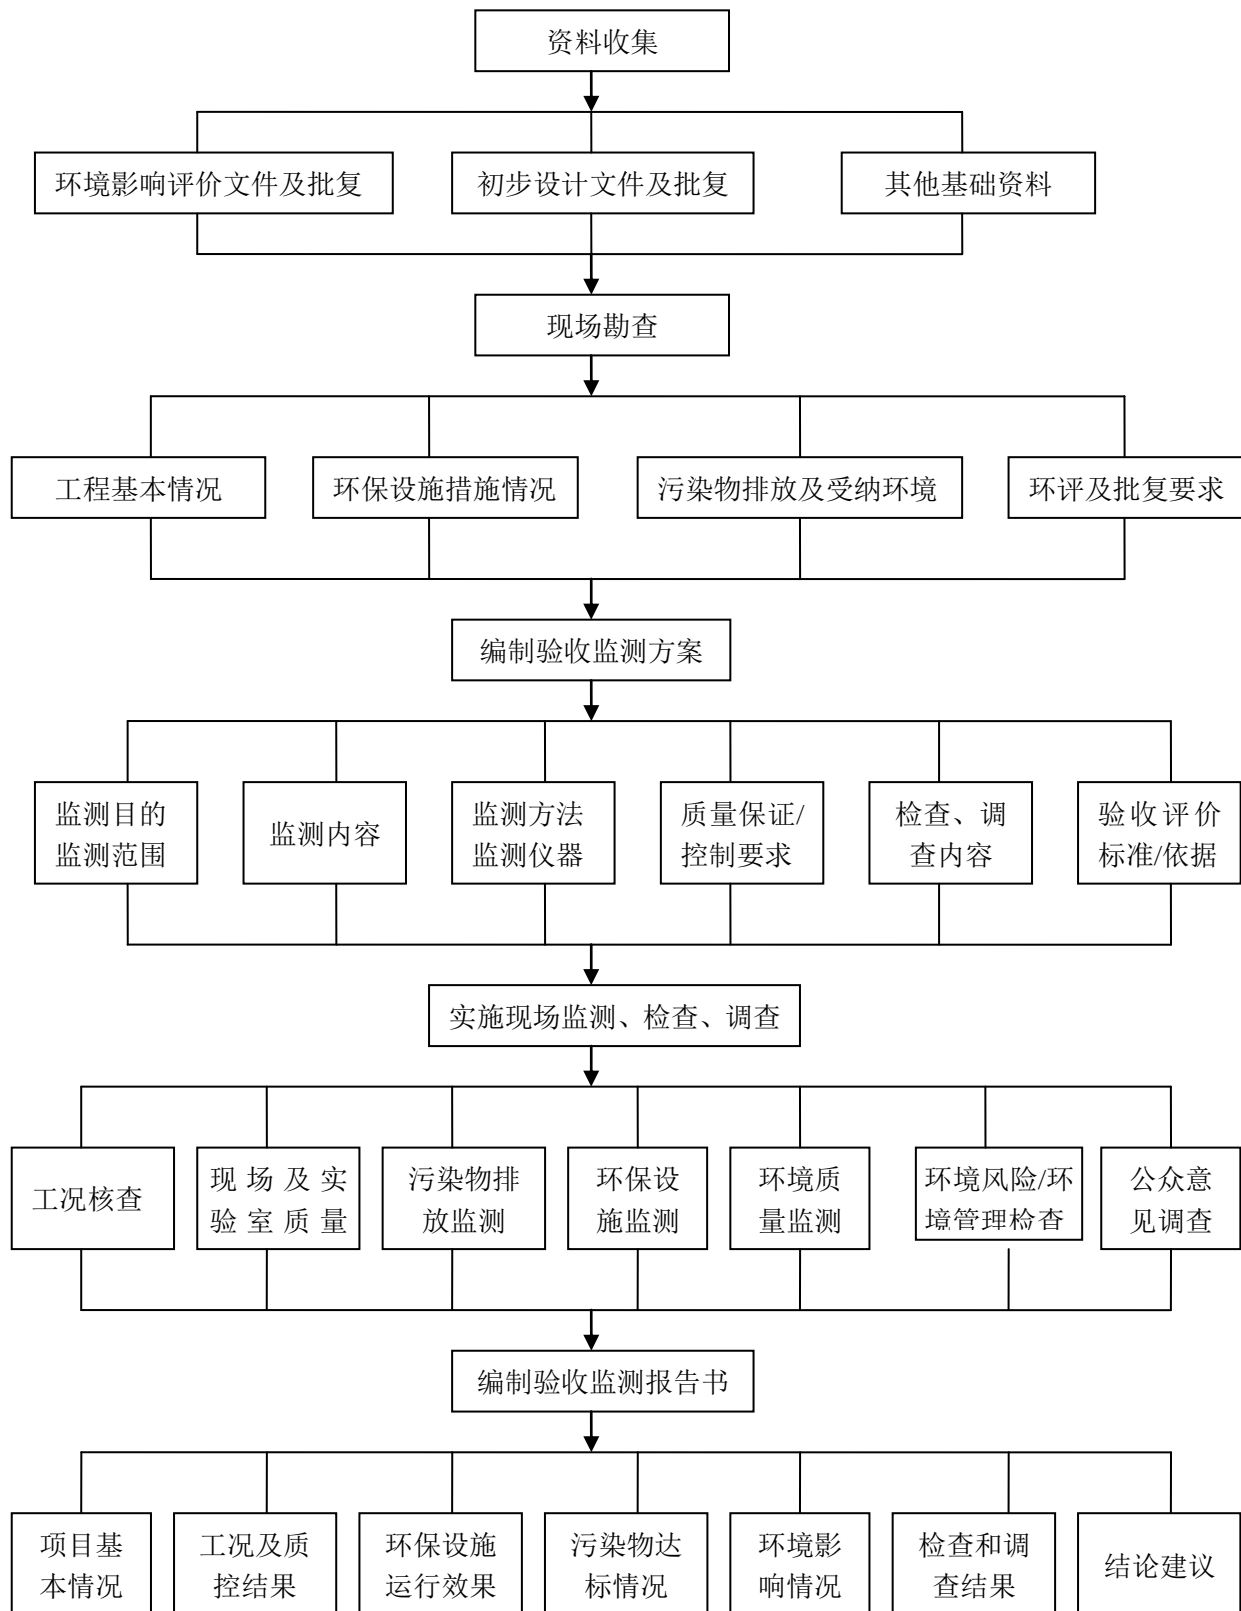 资料收集
环境影响评价文件及批复
初步设计文件及批复
其他基础资料
现场勘查
工程基本情况
环保设施措施情况
污染物排放及受纳环境
环评及批复要求
编制验收监测方案
监测目的
监测范围
监测内容
监测方法
监测仪器
质量保证/
控制要求
检查、调
查内容
验收评价
标准/依据
实施现场监测、检查、调查
工况核查
现场及实
验室质量
污染物排
放监测
环保设
施监测
环境质
量监测
环境风险/环
境管理检查
公众意
见调查
编制验收监测报告书
项目基
本情况
工况及质
控结果
环保设施
运行效果
污染物达
标情况
环境影
响情况
检查和调
查结果
结论建议